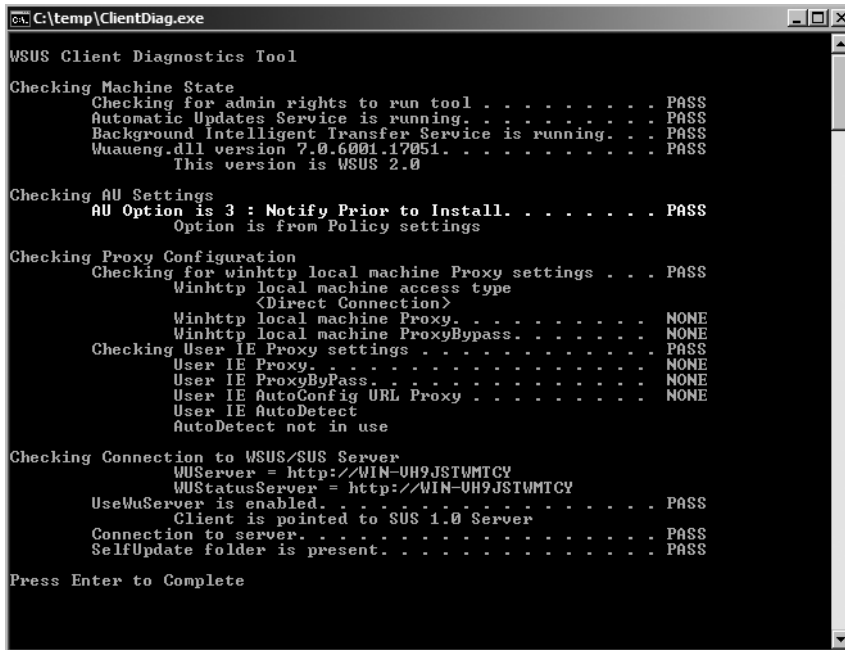 C:\temp\ClientDiag.exe
WSUS Client Diagnostics Tool
Checking Machine State
Checking for admin rights to run tool . . . . . . . . . . PASS
Automatic Updates Service is running. . . . . . . . . . . PASS
Background Intelligent Transfer Service is running. . . PASS
Wuaueng.dll version 7.0.6001.17051. . . . . . . . . . . . PASS
This version is WSUS 2.0
Checking AU Settings
AU Option is 3 : Notify Prior to Install. . . . . . . . PASS
Option is from Policy settings
Checking Proxy Configuration
Checking for winhttp local machine Proxy settings . . . PASS
Winhttp local machine access type
<Direct Connection>
Winhttp local machine Proxy. . . . . . . . . . NONE
Winhttp local machine ProxyBypass. . . . . . . NONE
Checking User IE Proxy settings . . . . . . . . . . . . . PASS
User IE Proxy. . . . . . . . . . . . . . . . . NONE
User IE ProxyByPass. . . . . . . . . . . . . . NONE
User IE AutoConfig URL Proxy . . . . . . . . . NONE
User IE AutoDetect
AutoDetect not in use
Checking Connection to WSUS/SUS Server
WUServer = http://WIN-VH9JSTWMTCY
WUStatusServer = http://WIN-VH9JSTWMTCY
UseWuServer is enabled. . . . . . . . . . . . . . . . . . PASS
Client is pointed to SUS 1.0 Server
Connection to server. . . . . . . . . . . . . . . . . . . PASS
SelfUpdate folder is present. . . . . . . . . . . . . . . PASS
Press Enter to Complete